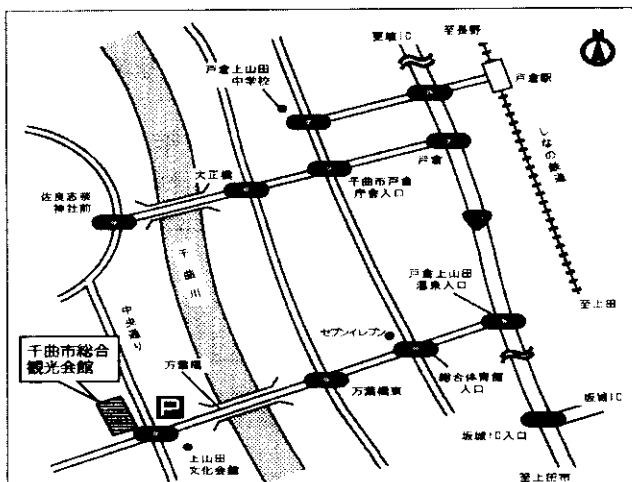 更埴IC
至長野
N
戸倉上山田
中学校
戸倉駅
しなの鉄道
大正橋
戸倉
佐良志奈
神社前
千曲市戸倉
庁舎入口
千曲川
戸倉上山田
温泉入口
至上田
中央通り
セブンイレブン
千曲市総合
観光会館
万葉橋
P
万葉橋東
総合体育館
入口
上山田
文化会館
坂城IC
坂城IC入口
至上田市